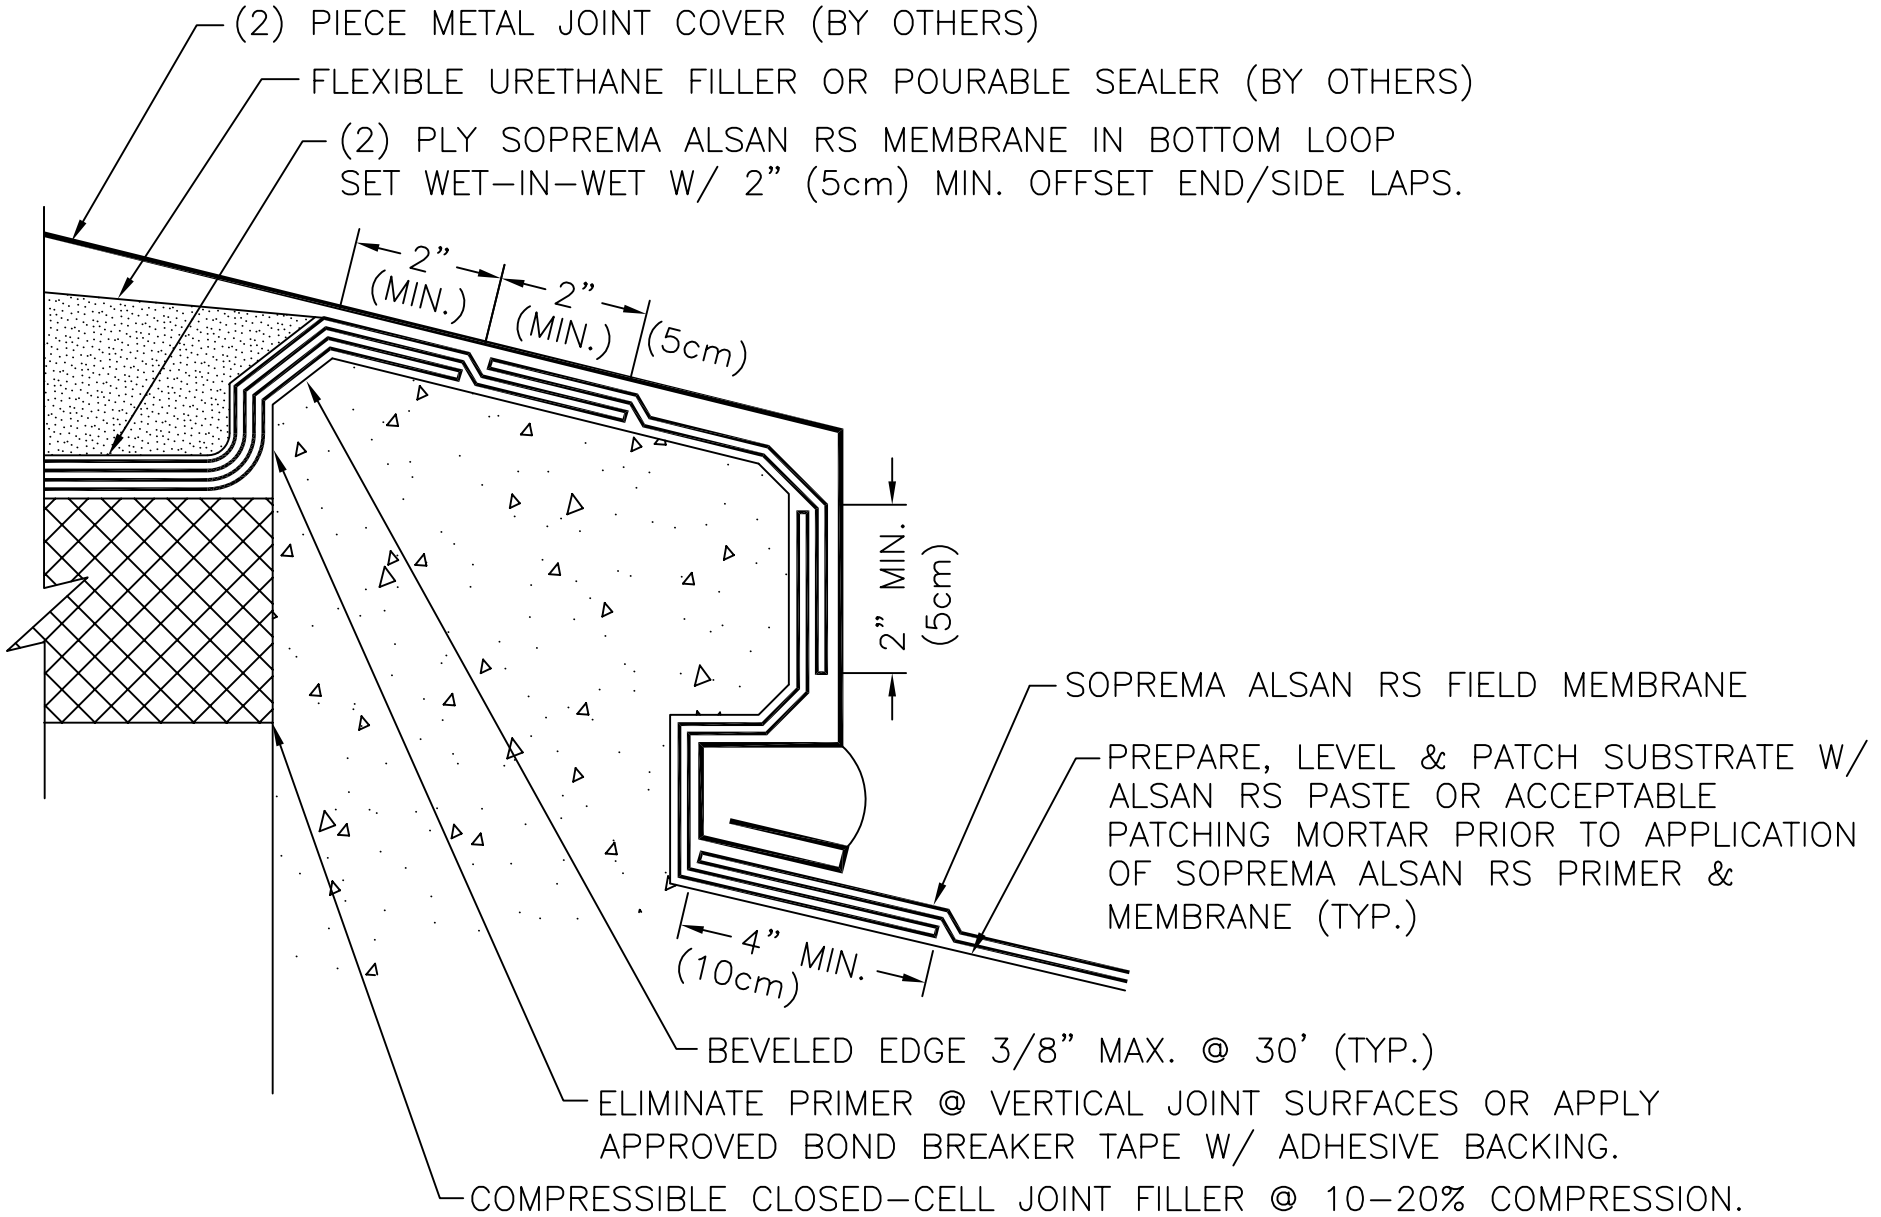 (2) PIECE METAL JOINT COVER (BY OTHERS)
FLEXIBLE URETHANE FILLER OR POURABLE SEALER (BY OTHERS)
(2) PLY SOPREMA ALSAN RS MEMBRANE IN BOTTOM LOOP
SET WET-IN-WET W/ 2” (5cm) MIN. OFFSET END/SIDE LAPS.
2”
(MIN.)
2”
(MIN.)
(5cm)
2” MIN.
(5cm)
SOPREMA ALSAN RS FIELD MEMBRANE
PREPARE, LEVEL & PATCH SUBSTRATE W/
ALSAN RS PASTE OR ACCEPTABLE
PATCHING MORTAR PRIOR TO APPLICATION
OF SOPREMA ALSAN RS PRIMER &
MEMBRANE (TYP.)
4” MIN.
(10cm)
BEVELED EDGE 3/8” MAX. @ 30’ (TYP.)
ELIMINATE PRIMER @ VERTICAL JOINT SURFACES OR APPLY
APPROVED BOND BREAKER TAPE W/ ADHESIVE BACKING.
COMPRESSIBLE CLOSED-CELL JOINT FILLER @ 10-20% COMPRESSION.